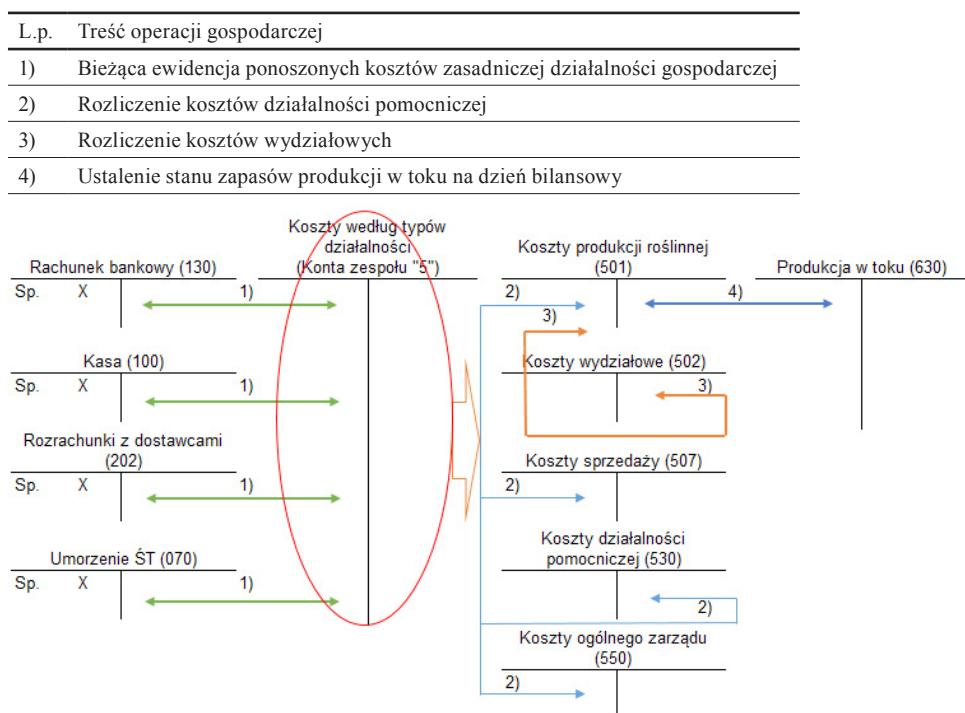 L.p. Treść operacji gospodarczej
1) Bieżąca ewidencja ponoszonych kosztów zasadniczej działalności gospodarczej
2) Rozliczenie kosztów działalności pomocniczej
3) Rozliczenie kosztów wydziałowych
4) Ustalenie stanu zapasów produkcji w toku na dzień bilansowy
Koszty według typów
działalności
(Konta zespołu "5")
Koszty produkcji roślinnej
(501)
Rachunek bankowy (130)
Produkcja w toku (630)
Sp. X
1)
2)
4)
3)
Kasa (100)
Koszty wydziałowe (502)
Sp. X
1)
3)
Rozrachunki z dostawcami
(202)
Koszty sprzedaży (507)
Sp. X
1)
2)
Koszty działalności
pomocniczej (530)
Umorzenie ŚT (070)
Sp. X
1)
2)
Koszty ogólnego zarządu
(550)
2)